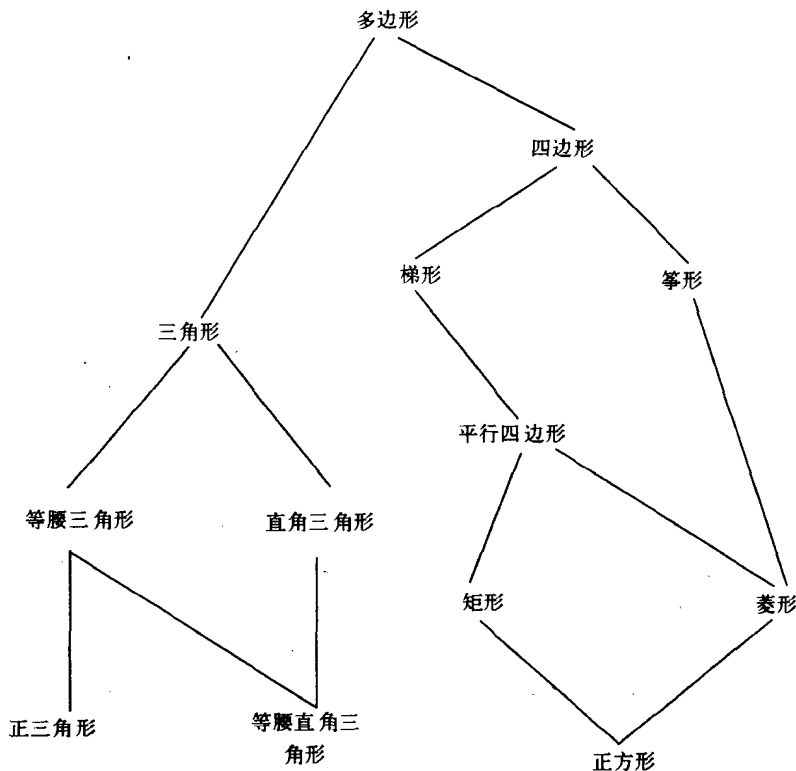 多边形
四边形
梯形
筝形
三角形
平行四边形
等腰三角形
直角三角形
矩形
菱形
正三角形
等腰直角三
角形
正方形